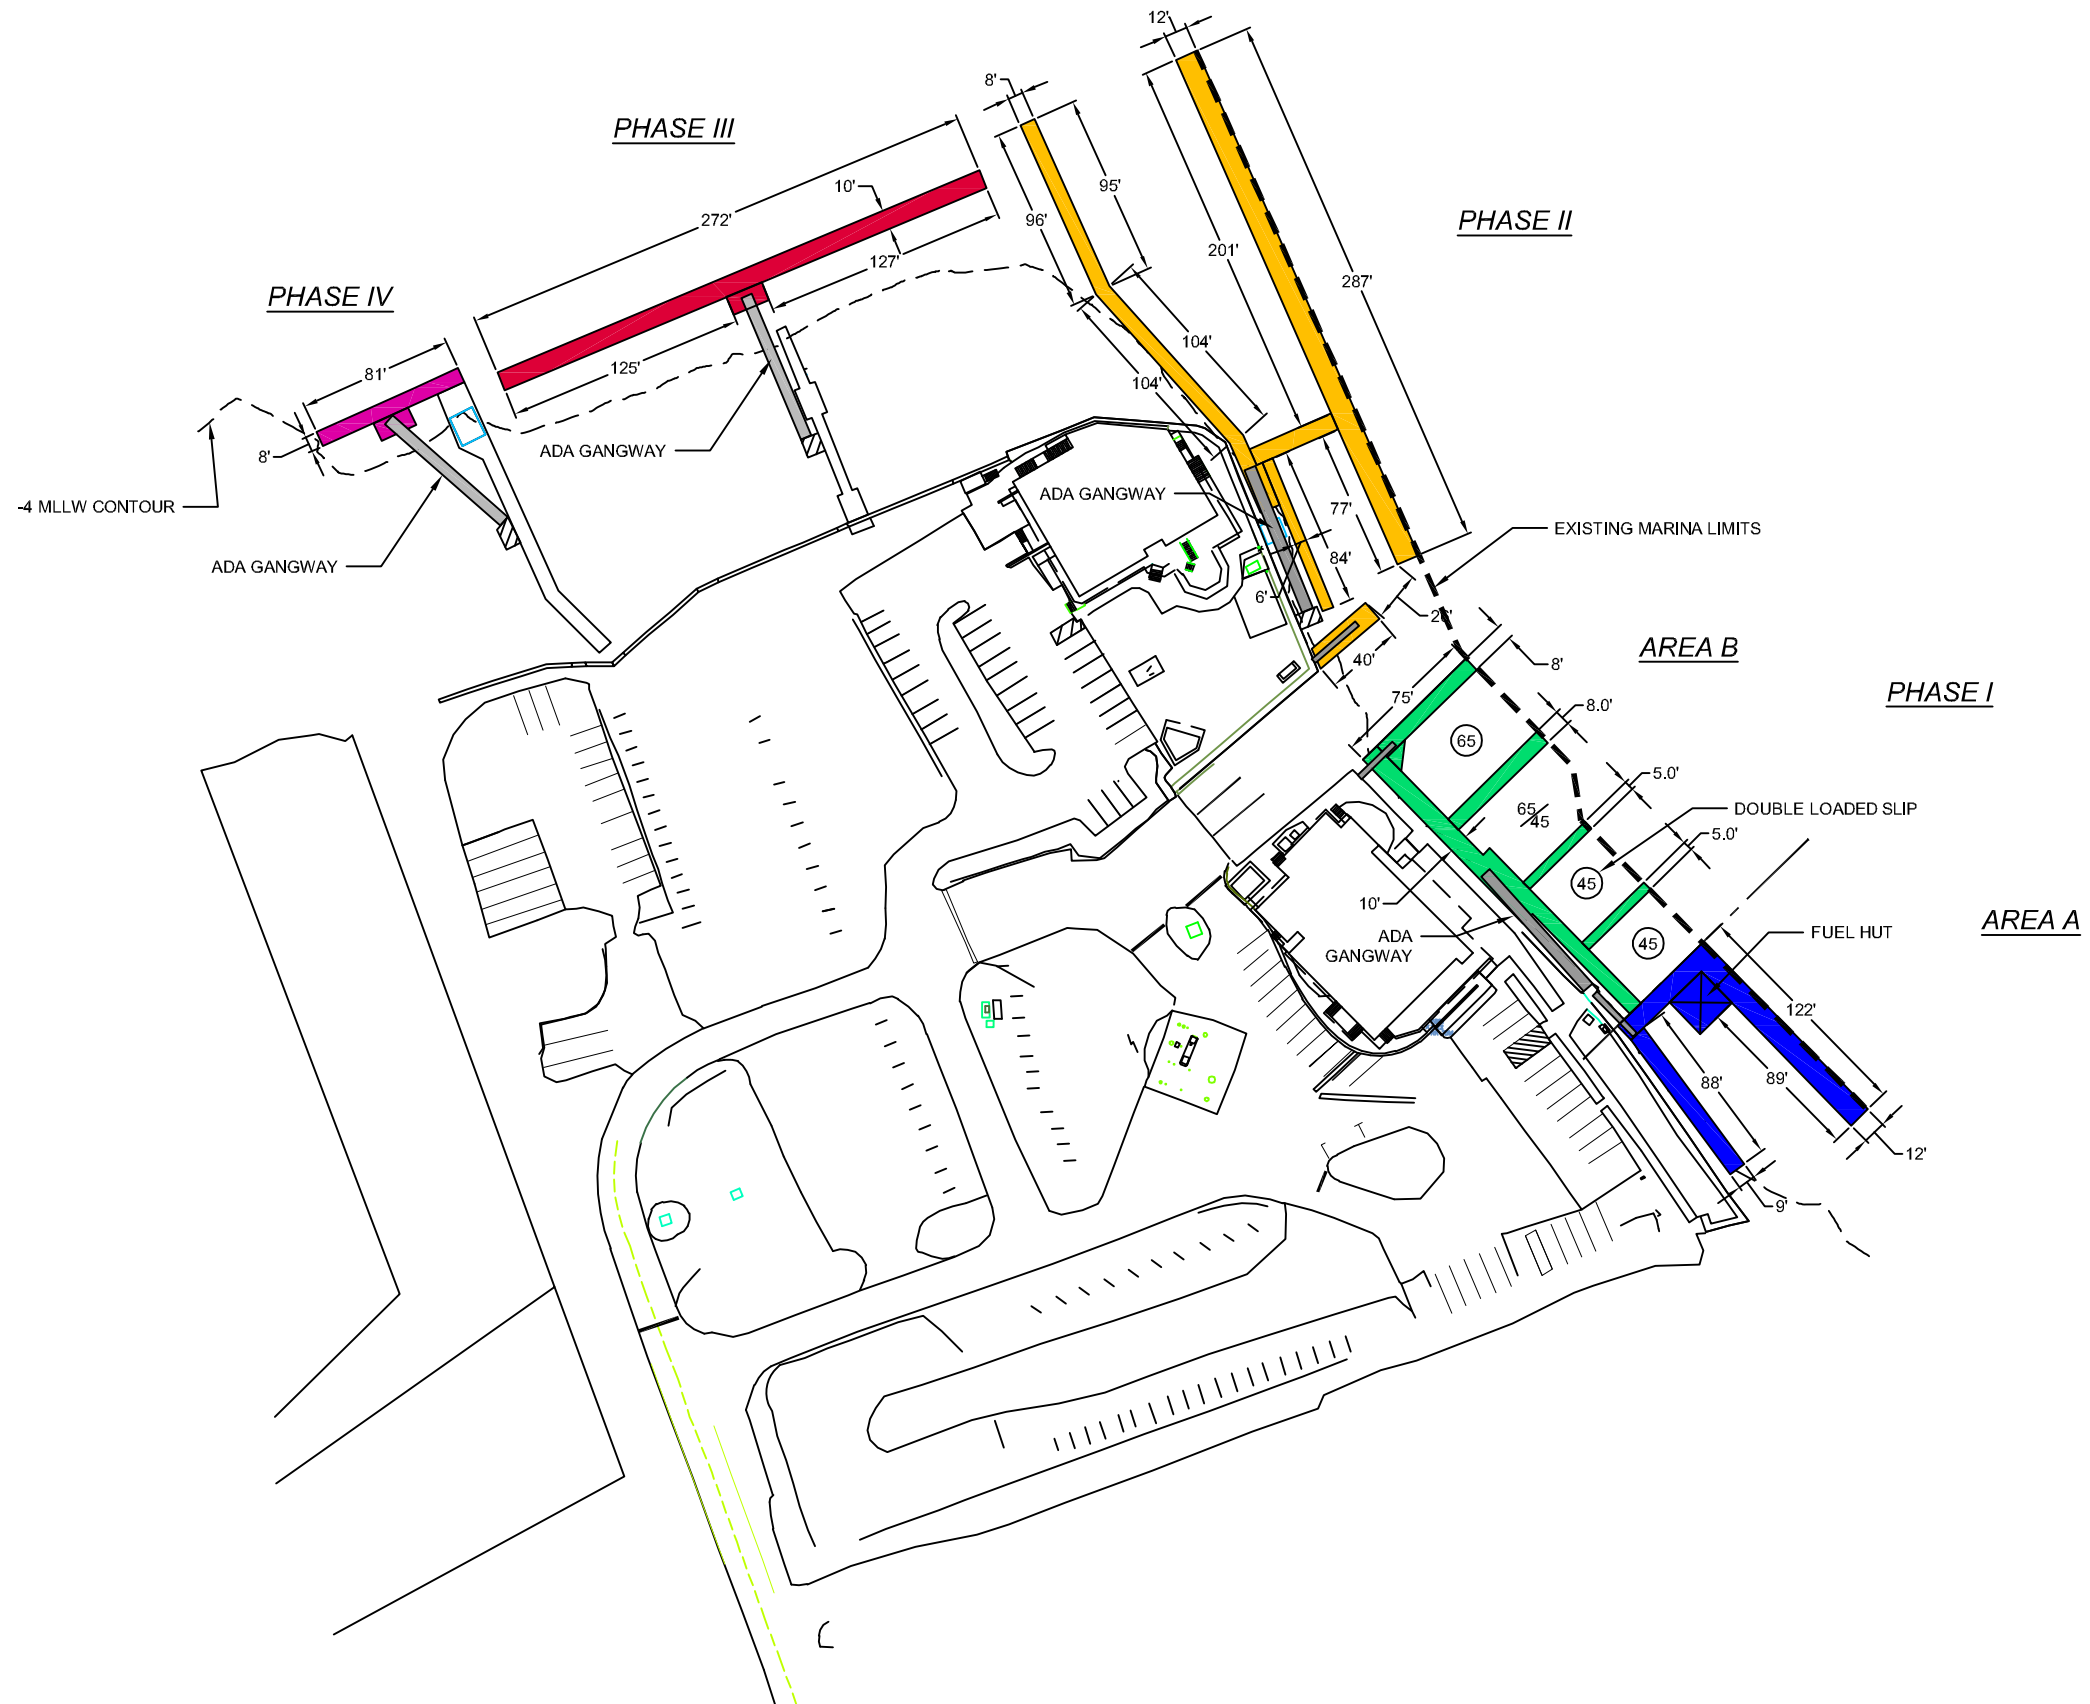 12'
8'
PHASE III
10'
95'
272'
96'
PHASE II
201'
127'
287'
PHASE IV
104'
81'
125'
104'
ADA GANGWAY
8'
ADA GANGWAY
-4 MLLW CONTOUR
77'
EXISTING MARINA LIMITS
84'
ADA GANGWAY
6'
AREA B
40'
8'
75'
PHASE I
8.0'
65
5.0'
65
45
DOUBLE LOADED SLIP
5.0'
45
10'
AREA A
ADA
GANGWAY
FUEL HUT
45
122'
89'
88'
12'
9'